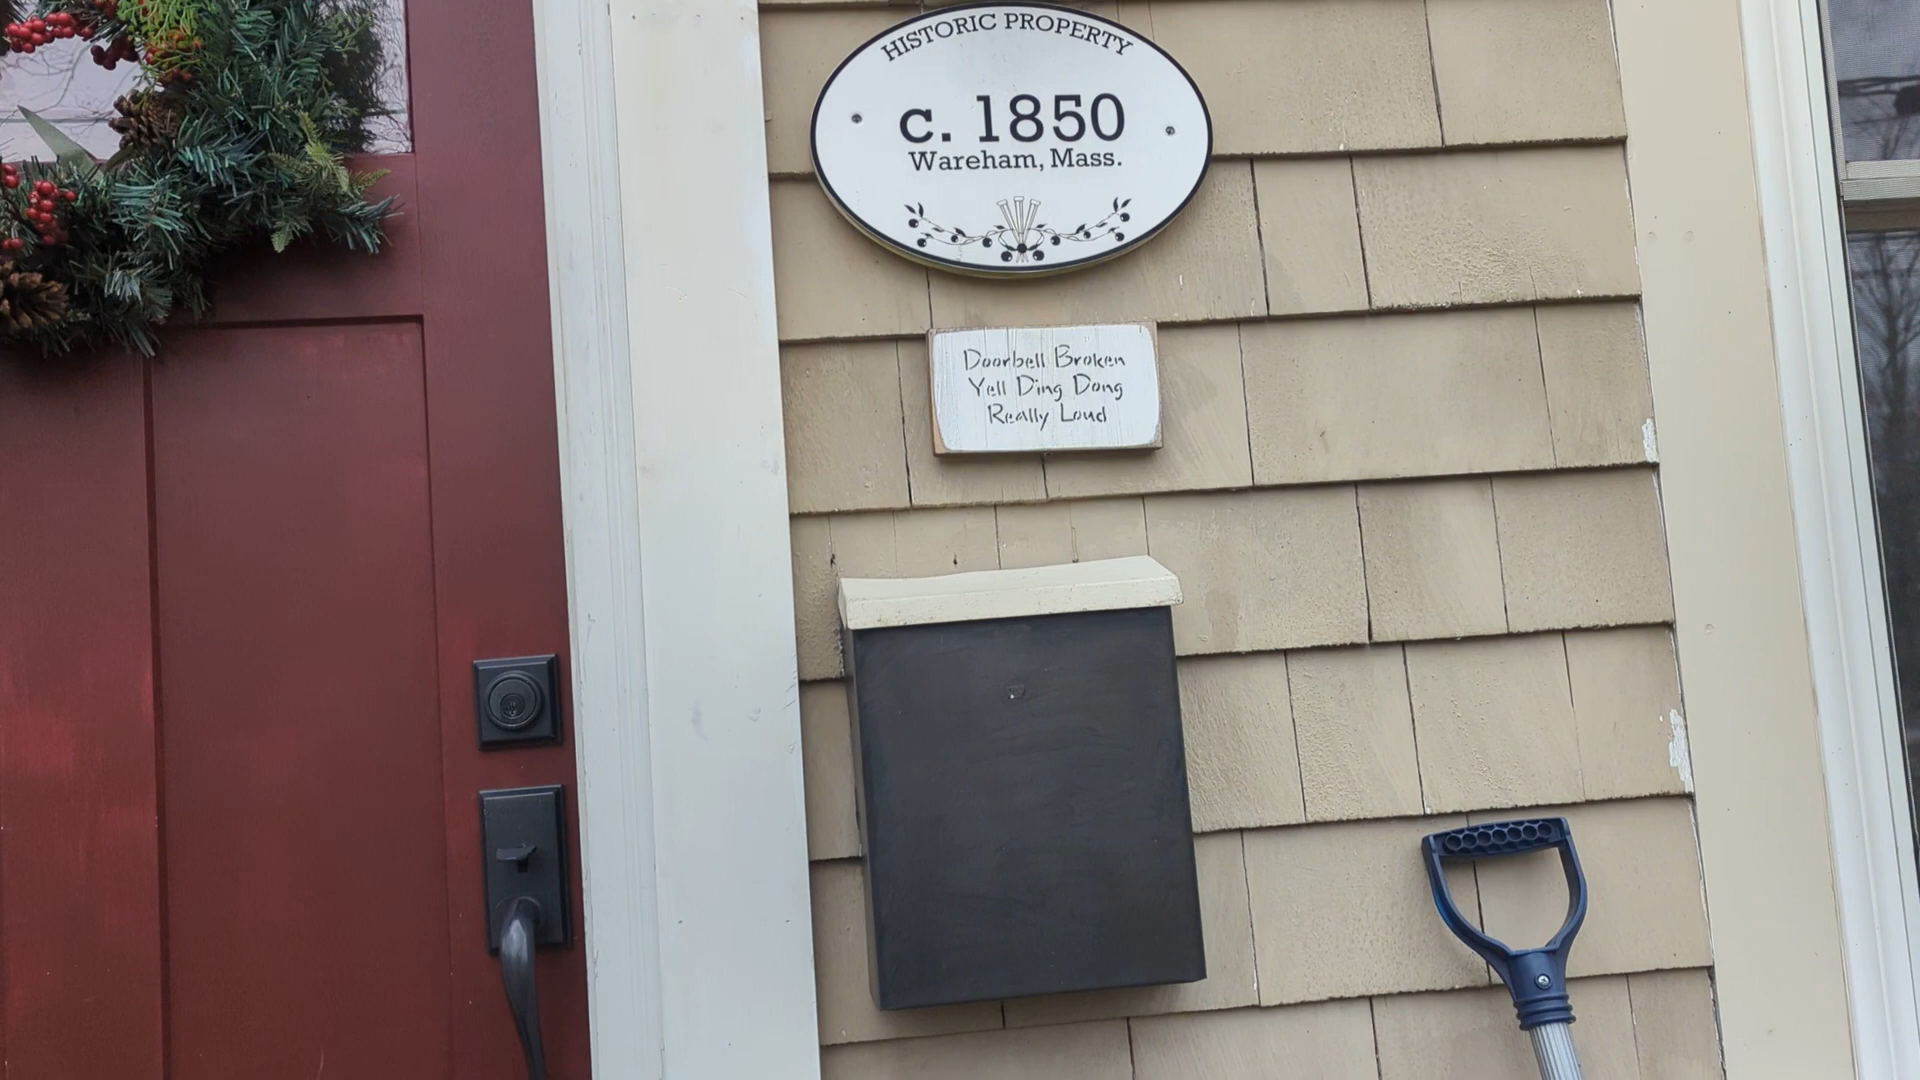 HISTORIC PROPERTY
c. 1850
Wareham, Mass.
Doorbell Broken
Yell Ding Dong
Really Loud